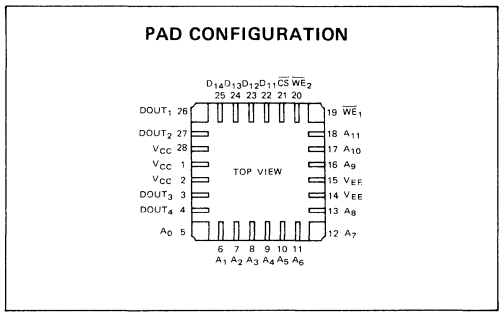 PAD CONFIGURATION
D14 D13 D12 D11 CS WE2
25 24 23 22 21 20
DOUT1 26
19 WE1
DOUT2 27
18 A11
VCC 28
17 A10
VCC 1
16 A9
TOP VIEW
VCC 2
15 VEE
DOUT3 3
14 VEE
DOUT4 4
13 A8
A0 5
12 A7
6 7 8 9 10 11
A1 A2 A3 A4 A5 A6